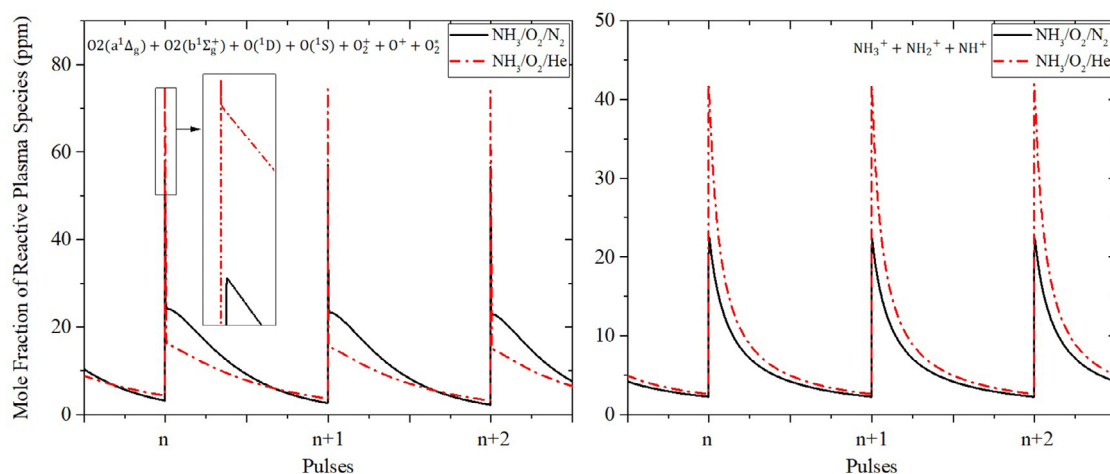 Mole Fraction of Reactive Plasma Species (ppm)
O2(a¹Δg) + O2(b¹Σg⁺) + O(¹D) + O(¹S) + O₂⁺ + O⁺ + O₂*
NH₃/O₂/N₂
NH₃/O₂/He
80
60
40
20
0
n n+1 n+2
Pulses
NH₃⁺ + NH₂⁺ + NH⁺
NH₃/O₂/N₂
NH₃/O₂/He
50
40
30
20
10
0
n n+1 n+2
Pulses